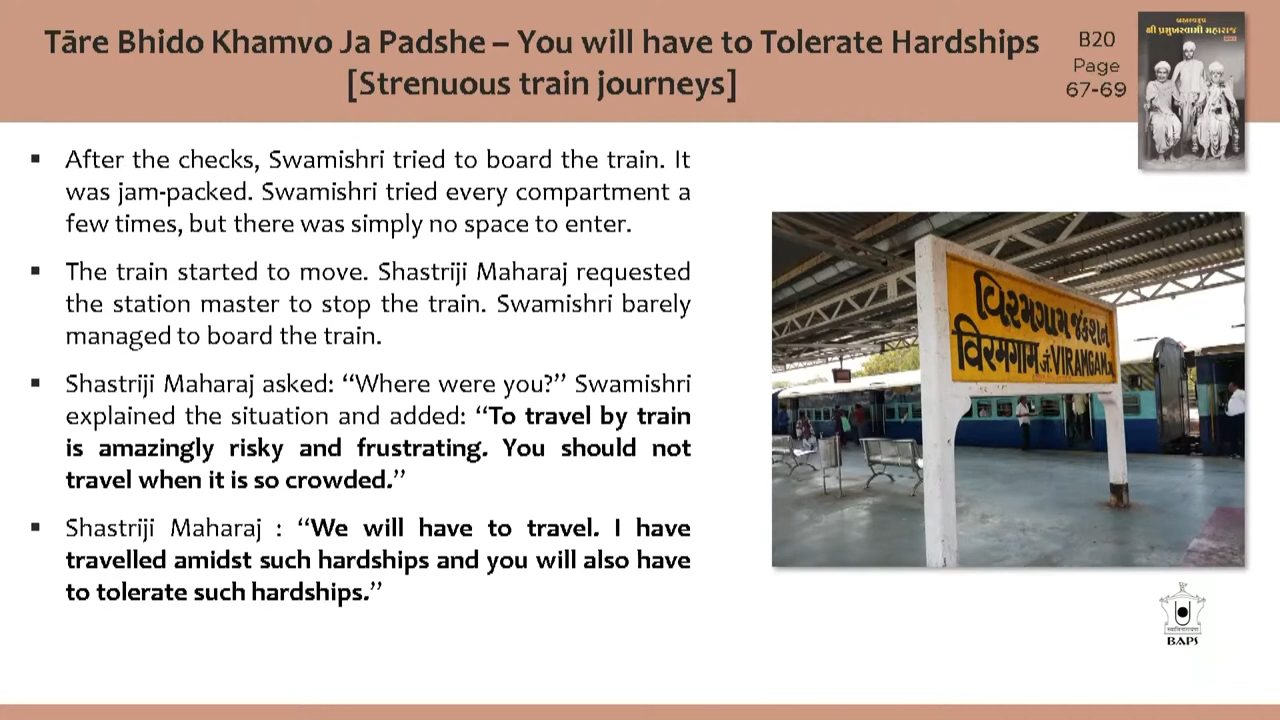 Tāre Bhido Khamvo Ja Padshe – You will have to Tolerate Hardships
[Strenuous train journeys]
B20
Page
67-69
શ્રી પ્રમુખસ્વામી મહારાજ
▪ After the checks, Swamishri tried to board the train. It
was jam-packed. Swamishri tried every compartment a
few times, but there was simply no space to enter.
▪ The train started to move. Shastriji Maharaj requested
the station master to stop the train. Swamishri barely
managed to board the train.
▪ Shastriji Maharaj asked: “Where were you?” Swamishri
explained the situation and added: “To travel by train
is amazingly risky and frustrating. You should not
travel when it is so crowded.”
▪ Shastriji Maharaj : “We will have to travel. I have
travelled amidst such hardships and you will also have
to tolerate such hardships.”
વિરમગામ જંકશન
विरमगाम जं. VIRAMGAM
BAPS